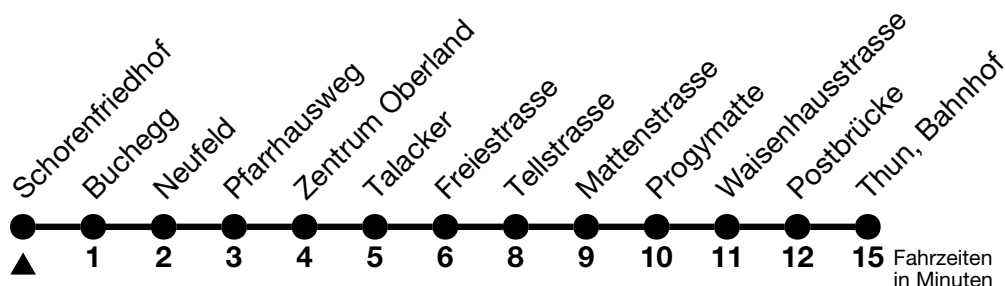 Schorenfriedhof
Buchegg
Neufeld
Pfarrhausweg
Zentrum Oberland
Talacker
Freiestrasse
Tellstrasse
Mattenstrasse
Progymatte
Waisenhausstrasse
Postbrücke
Thun, Bahnhof
1 2 3 4 5 6 8 9 10 11 12 15 Fahrzeiten
in Minuten